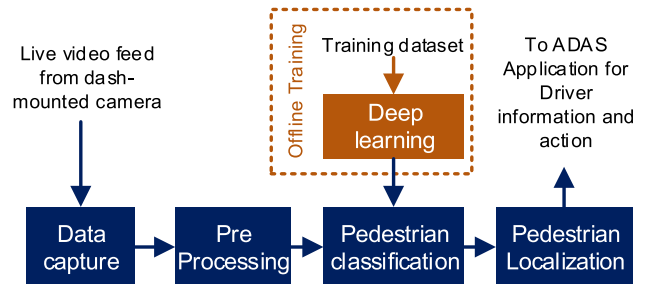 Live video feed
from dash-
mounted camera
Offline Training
Training dataset
Deep
learning
To ADAS
Application for
Driver
information and
action
Data
capture
Pre
Processing
Pedestrian
classification
Pedestrian
Localization